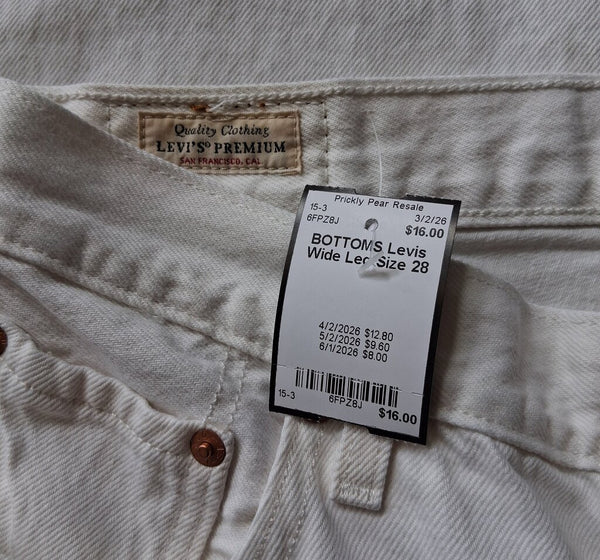 Quality Clothing
LEVI'S® PREMIUM
SAN FRANCISCO, CAL
Prickly Pear Resale
15-3 3/2/26
6FPZ8J $16.00
BOTTOMS Levis
Wide Leg Size 28
4/2/2026 $12.80
5/2/2026 $9.60
6/1/2026 $8.00
15-3 6FPZ8J $16.00